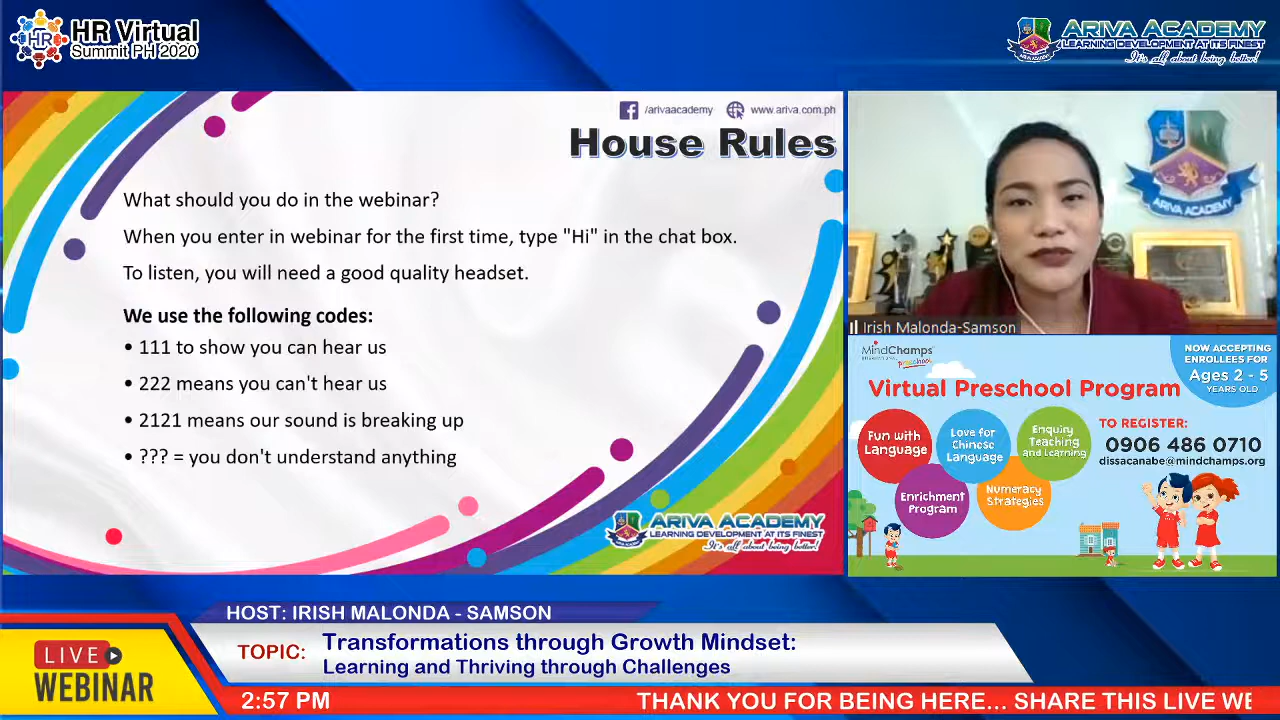 HR
HR Virtual
Summit PH 2020
ARIVA ACADEMY
LEARNING DEVELOPMENT AT ITS FINEST
It's all about being better!
/arivaacademy
www.ariva.com.ph
House Rules
What should you do in the webinar?
When you enter in webinar for the first time, type "Hi" in the chat box.
To listen, you will need a good quality headset.
We use the following codes:
• 111 to show you can hear us
• 222 means you can't hear us
• 2121 means our sound is breaking up
• ??? = you don't understand anything
ARIVA ACADEMY
LEARNING DEVELOPMENT AT ITS FINEST
It's all about being better!
ARIVA ACADEMY
Irish Malonda-Samson
MindChamps
Preschool
NOW ACCEPTING
ENROLLEES FOR
Ages 2 - 5
YEARS OLD
Virtual Preschool Program
Fun with
Language
Love for
Chinese
Language
Enquiry
Teaching
and Learning
Enrichment
Program
Numeracy
Strategies
TO REGISTER:
0906 486 0710
dissacanabe@mindchamps.org
HOST: IRISH MALONDA - SAMSON
TOPIC:
Transformations through Growth Mindset:
Learning and Thriving through Challenges
LIVE
WEBINAR
2:57 PM
THANK YOU FOR BEING HERE... SHARE THIS LIVE WE